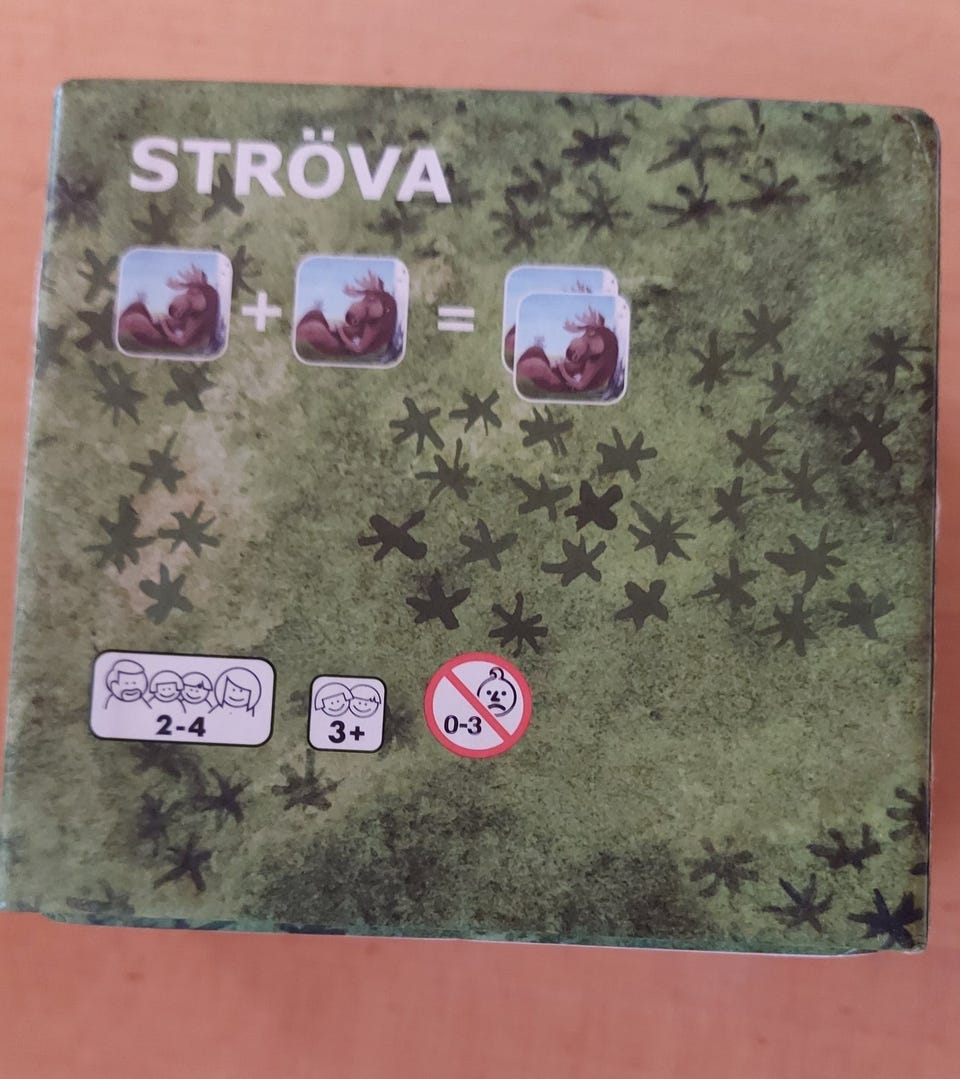 STRÖVA
+ =
2-4
3+
0-3